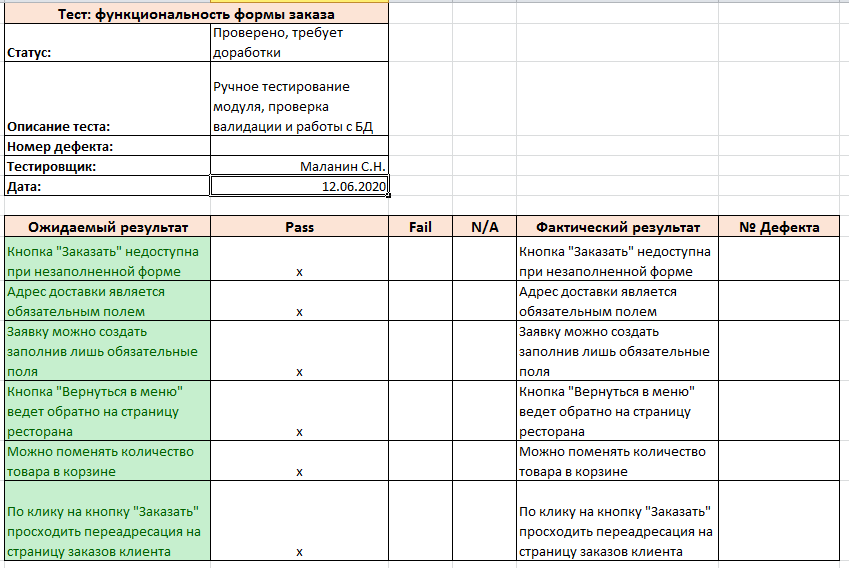 Тест: функциональность формы заказа
Статус:
Проверено, требует
доработки
Описание теста:
Ручное тестирование
модуля, проверка
валидации и работы с БД
Номер дефекта:
Тестировщик:
Маланин С.Н.
Дата:
12.06.2020
Ожидаемый результат Pass Fail N/A Фактический результат № Дефекта
Кнопка "Заказать" недоступна
при незаполненной форме
x
Кнопка "Заказать" недоступна
при незаполненной форме
Адрес доставки является
обязательным полем
x
Адрес доставки является
обязательным полем
Заявку можно создать
заполнив лишь обязательные
поля
x
Заявку можно создать
заполнив лишь обязательные
поля
Кнопка "Вернуться в меню"
ведет обратно на страницу
ресторана
x
Кнопка "Вернуться в меню"
ведет обратно на страницу
ресторана
Можно поменять количество
товара в корзине
x
Можно поменять количество
товара в корзине
По клику на кнопку "Заказать"
просходить переадресация на
страницу заказов клиента
x
По клику на кнопку "Заказать"
просходить переадресация на
страницу заказов клиента